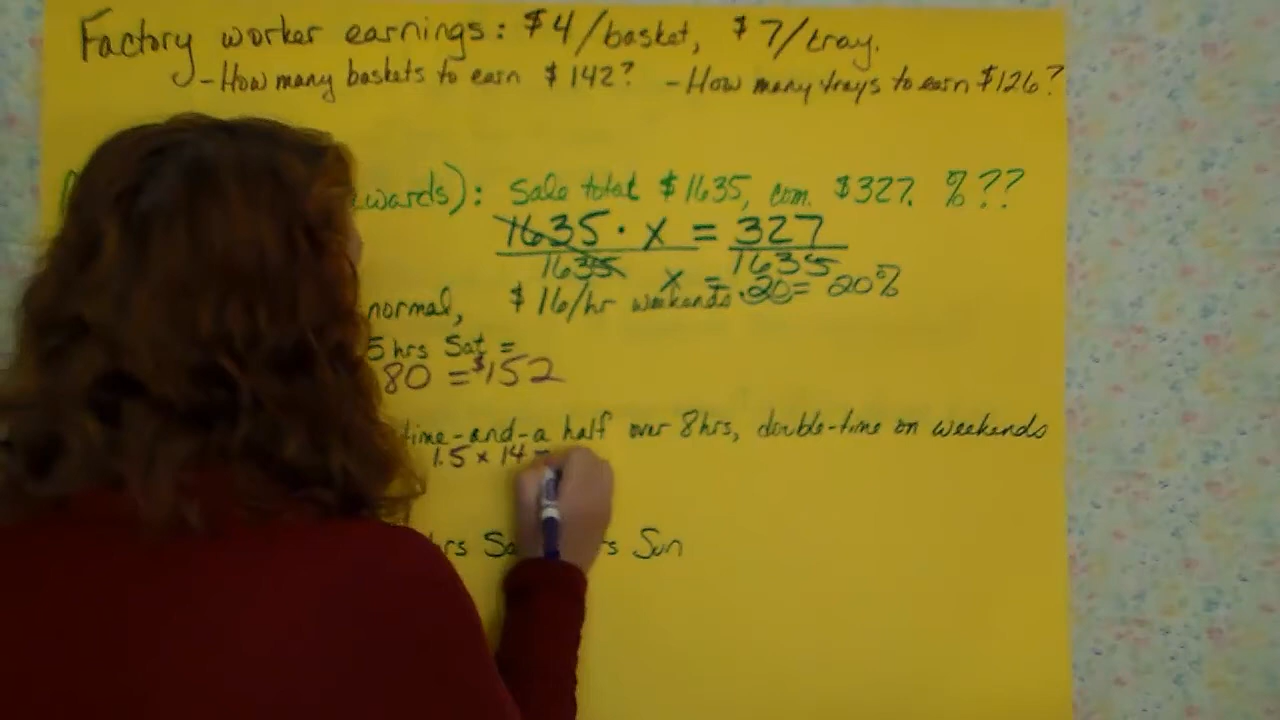 Factory worker earnings: $4/basket, $7/tray.
-How many baskets to earn $142? -How many trays to earn $126?
wards): Sale total $1635, com. $327. %??
1635 · x = 327
1635 1635
x = .20 = 20%
normal, $16/hr weekends
5 hrs Sat =
80 = $152
time-and-a half over 8hrs, double-time on weekends
1.5 x 14 =
hrs Sun